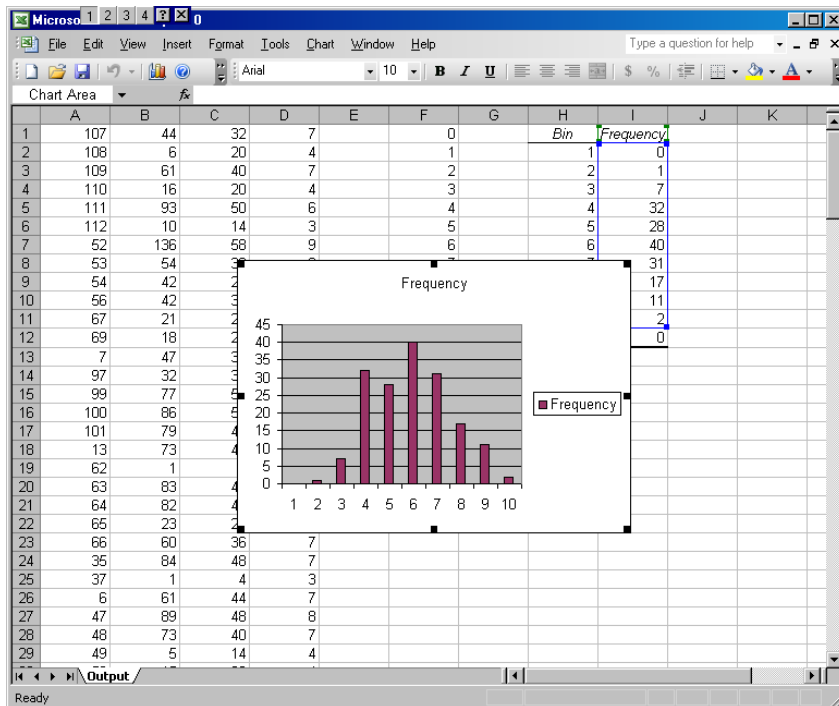 Microso 1 2 3 4 ? X 0
File Edit View Insert Format Tools Chart Window Help Type a question for help
Arial 10 B I U $ %
Chart Area fx
A B C D E F G H I J K
1 107 44 32 7 0 Bin Frequency
2 108 6 20 4 1 1 0
3 109 61 40 7 2 2 1
4 110 16 20 4 3 3 7
5 111 93 50 6 4 4 32
6 112 10 14 3 5 5 28
7 52 136 58 9 6 6 40
8 53 54 31
9 54 42 17
10 56 42 11
11 67 21 2
12 69 18 0
13 7 47
14 97 32
15 99 77
16 100 86
17 101 79
18 13 73
19 62 1
20 63 83
21 64 82
22 65 23
23 66 60 36 7
24 35 84 48 7
25 37 1 4 3
26 6 61 44 7
27 47 89 48 8
28 48 73 40 7
29 49 5 14 4
Frequency
45
40
35
30
25
20
15
10
5
0
1 2 3 4 5 6 7 8 9 10
Frequency
Output
Ready